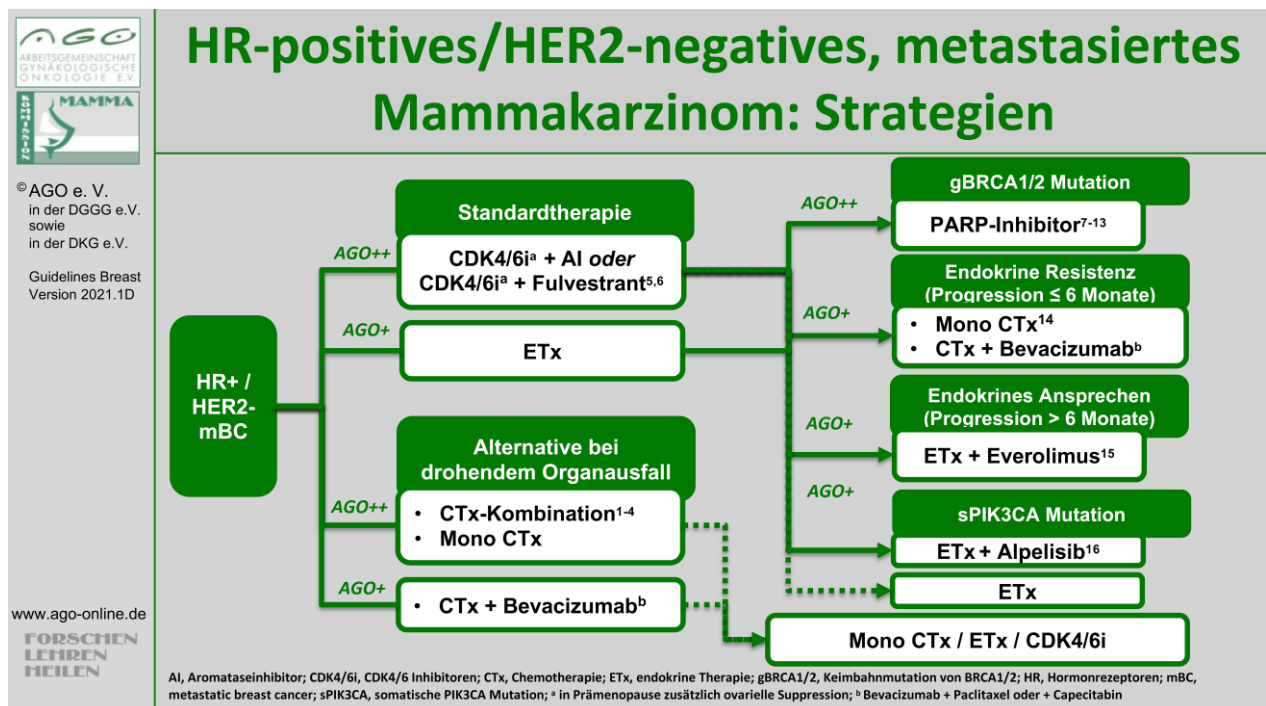 AGO
ARBEITSGEMEINSCHAFT
GYNÄKOLOGISCHE
ONKOLOGIE E.V.
KOMMISSION
MAMMA
© AGO e. V.
in der DGGG e.V.
sowie
in der DKG e.V.
Guidelines Breast
Version 2021.1D
www.ago-online.de
FORSCHEN
LEHREN
HEILEN
HR-positives/HER2-negatives, metastasiertes
Mammakarzinom: Strategien
HR+ /
HER2-
mBC
AGO++
Standardtherapie
CDK4/6iᵃ + AI oder
CDK4/6iᵃ + Fulvestrant⁵,⁶
AGO+
ETx
Alternative bei
drohendem Organausfall
AGO++
• CTx-Kombination¹⁻⁴
• Mono CTx
AGO+
• CTx + Bevacizumabᵇ
gBRCA1/2 Mutation
AGO++
PARP-Inhibitor⁷⁻¹³
Endokrine Resistenz
(Progression ≤ 6 Monate)
AGO+
• Mono CTx¹⁴
• CTx + Bevacizumabᵇ
Endokrines Ansprechen
(Progression > 6 Monate)
AGO+
ETx + Everolimus¹⁵
AGO+
sPIK3CA Mutation
ETx + Alpelisib¹⁶
ETx
Mono CTx / ETx / CDK4/6i
AI, Aromataseinhibitor; CDK4/6i, CDK4/6 Inhibitoren; CTx, Chemotherapie; ETx, endokrine Therapie; gBRCA1/2, Keimbahnmutation von BRCA1/2; HR, Hormonrezeptoren; mBC,
metastatic breast cancer; sPIK3CA, somatische PIK3CA Mutation; ᵃ in Prämenopause zusätzlich ovarielle Suppression; ᵇ Bevacizumab + Paclitaxel oder + Capecitabin